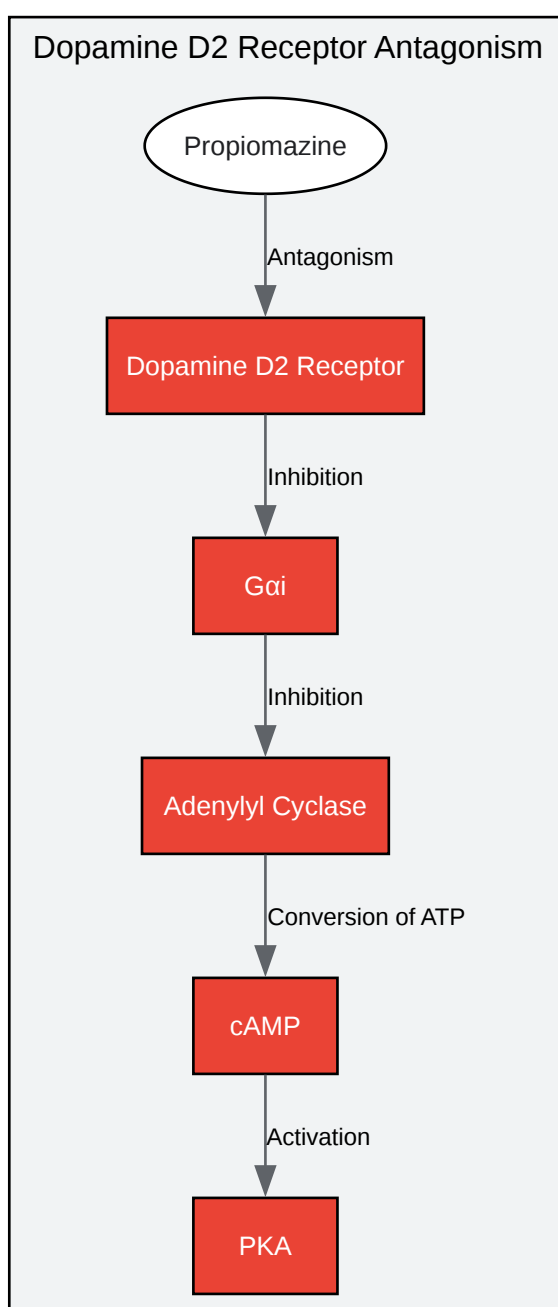 Dopamine D2 Receptor Antagonism
Propiomazine
Antagonism
Dopamine D2 Receptor
Inhibition
Gαi
Inhibition
Adenylyl Cyclase
Conversion of ATP
cAMP
Activation
PKA